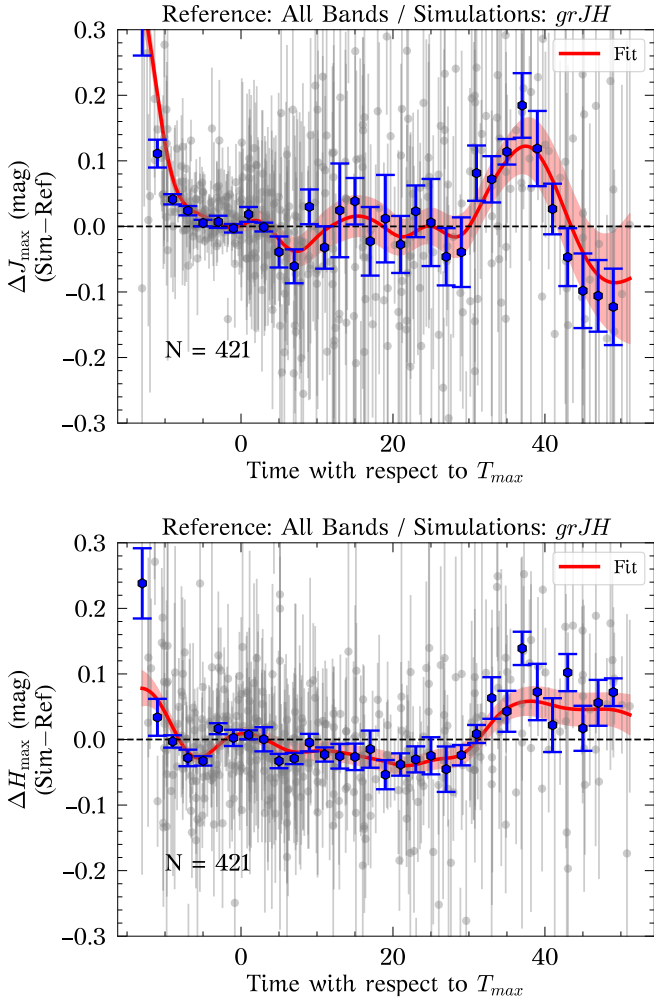 Reference: All Bands / Simulations: grJH
0.3
0.2
0.1
0.0
−0.1
−0.2
−0.3
ΔJmax (mag)
(Sim−Ref)
Fit
N = 421
0
20
40
Time with respect to Tmax
Reference: All Bands / Simulations: grJH
0.3
0.2
0.1
0.0
−0.1
−0.2
−0.3
ΔHmax (mag)
(Sim−Ref)
Fit
N = 421
0
20
40
Time with respect to Tmax